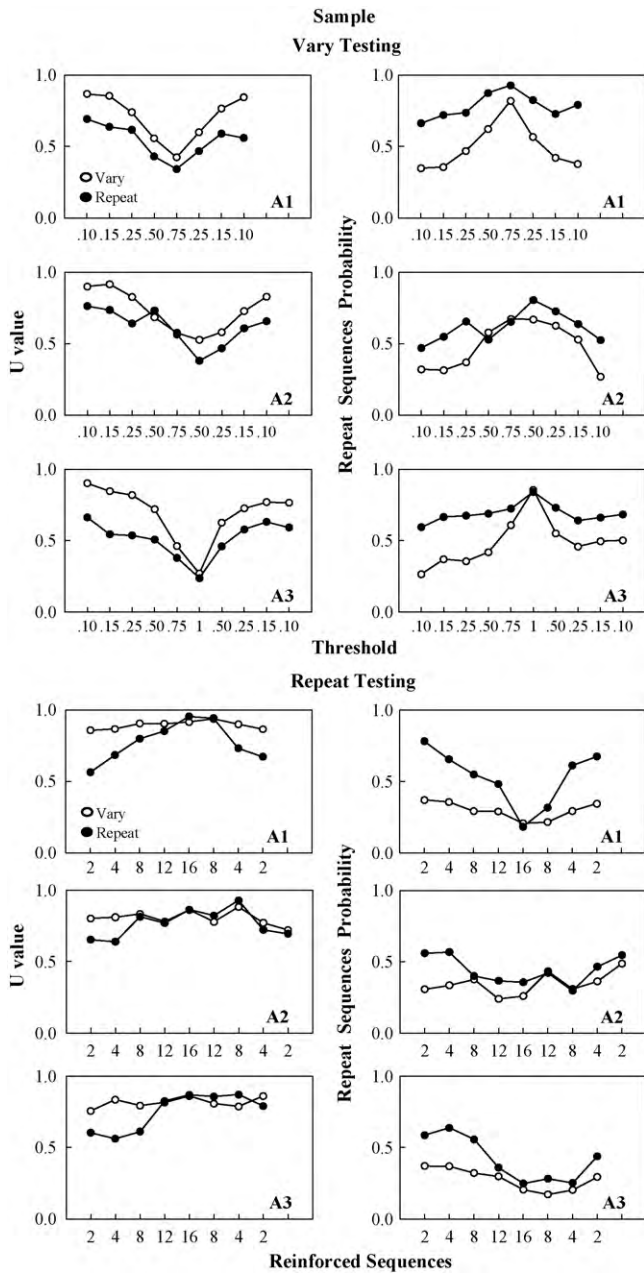 Sample
Vary Testing
1.0
0.5
0.0
Vary
Repeat
A1
.10 .15 .25 .50 .75 .25 .15 .10
1.0
0.5
0.0
A1
.10 .15 .25 .50 .75 .25 .15 .10
1.0
0.5
0.0
A2
.10 .15 .25 .50 .75 .50 .25 .15 .10
1.0
0.5
0.0
A2
.10 .15 .25 .50 .75 .50 .25 .15 .10
1.0
0.5
0.0
A3
.10 .15 .25 .50 .75 1 .50 .25 .15 .10
1.0
0.5
0.0
A3
.10 .15 .25 .50 .75 1 .50 .25 .15 .10
U value
Repeat Sequences Probability
Threshold
Repeat Testing
1.0
0.5
0.0
Vary
Repeat
A1
2 4 8 12 16 8 4 2
1.0
0.5
0.0
A1
2 4 8 12 16 8 4 2
1.0
0.5
0.0
A2
2 4 8 12 16 12 8 4 2
1.0
0.5
0.0
A2
2 4 8 12 16 12 8 4 2
1.0
0.5
0.0
A3
2 4 8 12 16 12 8 4 2
1.0
0.5
0.0
A3
2 4 8 12 16 12 8 4 2
U value
Repeat Sequences Probability
Reinforced Sequences